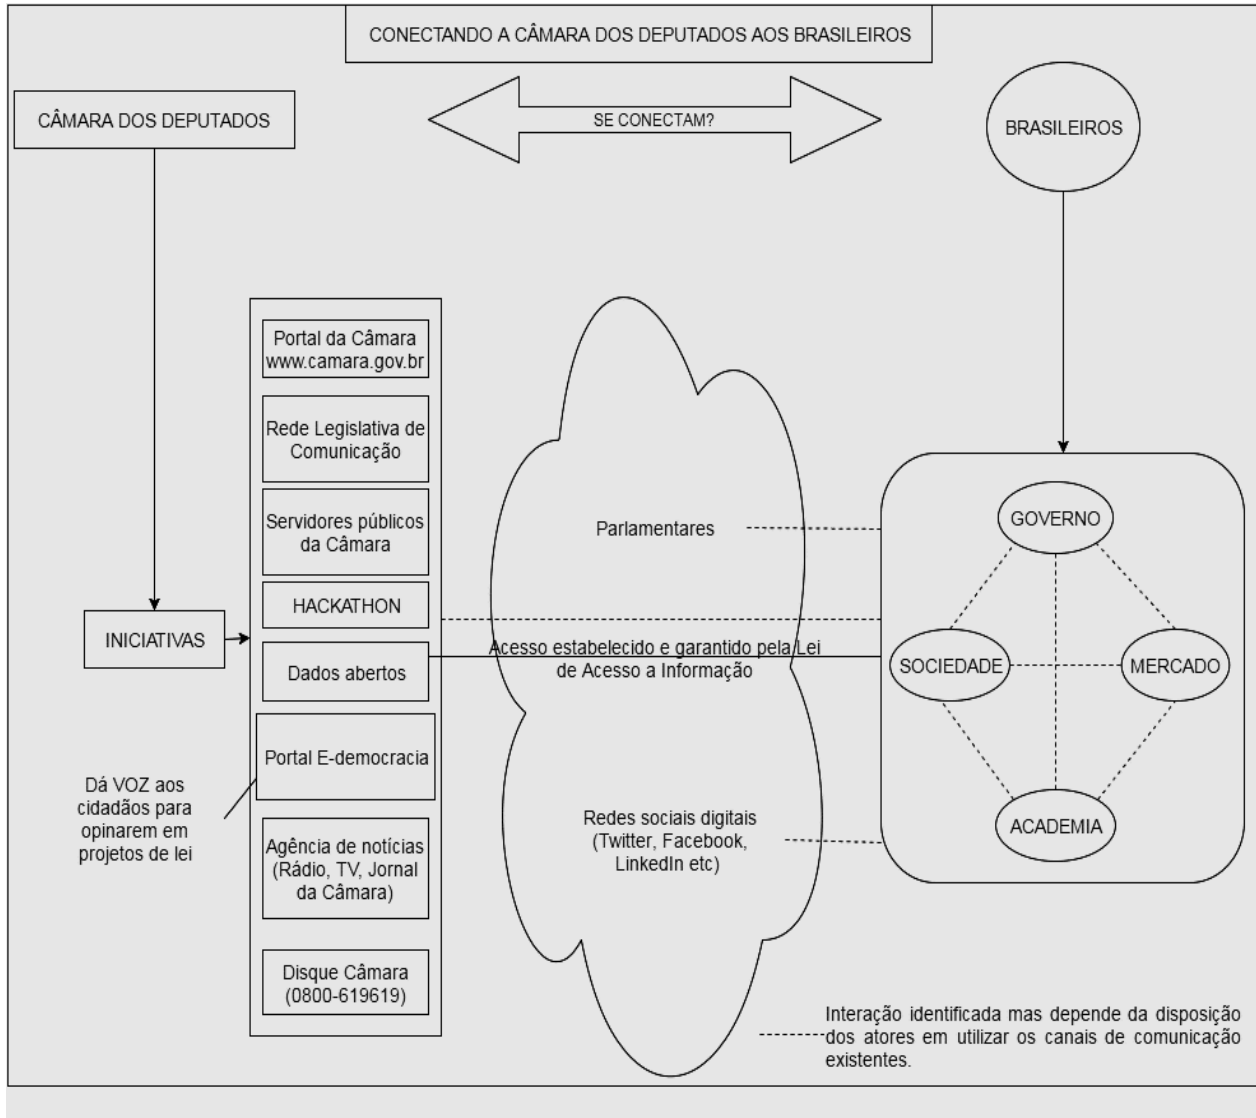 CONECTANDO A CÂMARA DOS DEPUTADOS AOS BRASILEIROS
CÂMARA DOS DEPUTADOS
SE CONECTAM?
BRASILEIROS
INICIATIVAS
Portal da Câmara
www.camara.gov.br
Rede Legislativa de
Comunicação
Servidores públicos
da Câmara
HACKATHON
Dados abertos
Portal E-democracia
Dá VOZ aos
cidadãos para
opinarem em
projetos de lei
Agência de notícias
(Rádio, TV, Jornal
da Câmara)
Disque Câmara
(0800-619619)
Parlamentares
Acesso estabelecido e garantido pela Lei
de Acesso a Informação
Redes sociais digitais
(Twitter, Facebook,
LinkedIn etc)
GOVERNO
SOCIEDADE
MERCADO
ACADEMIA
Interação identificada mas depende da disposição
dos atores em utilizar os canais de comunicação
existentes.